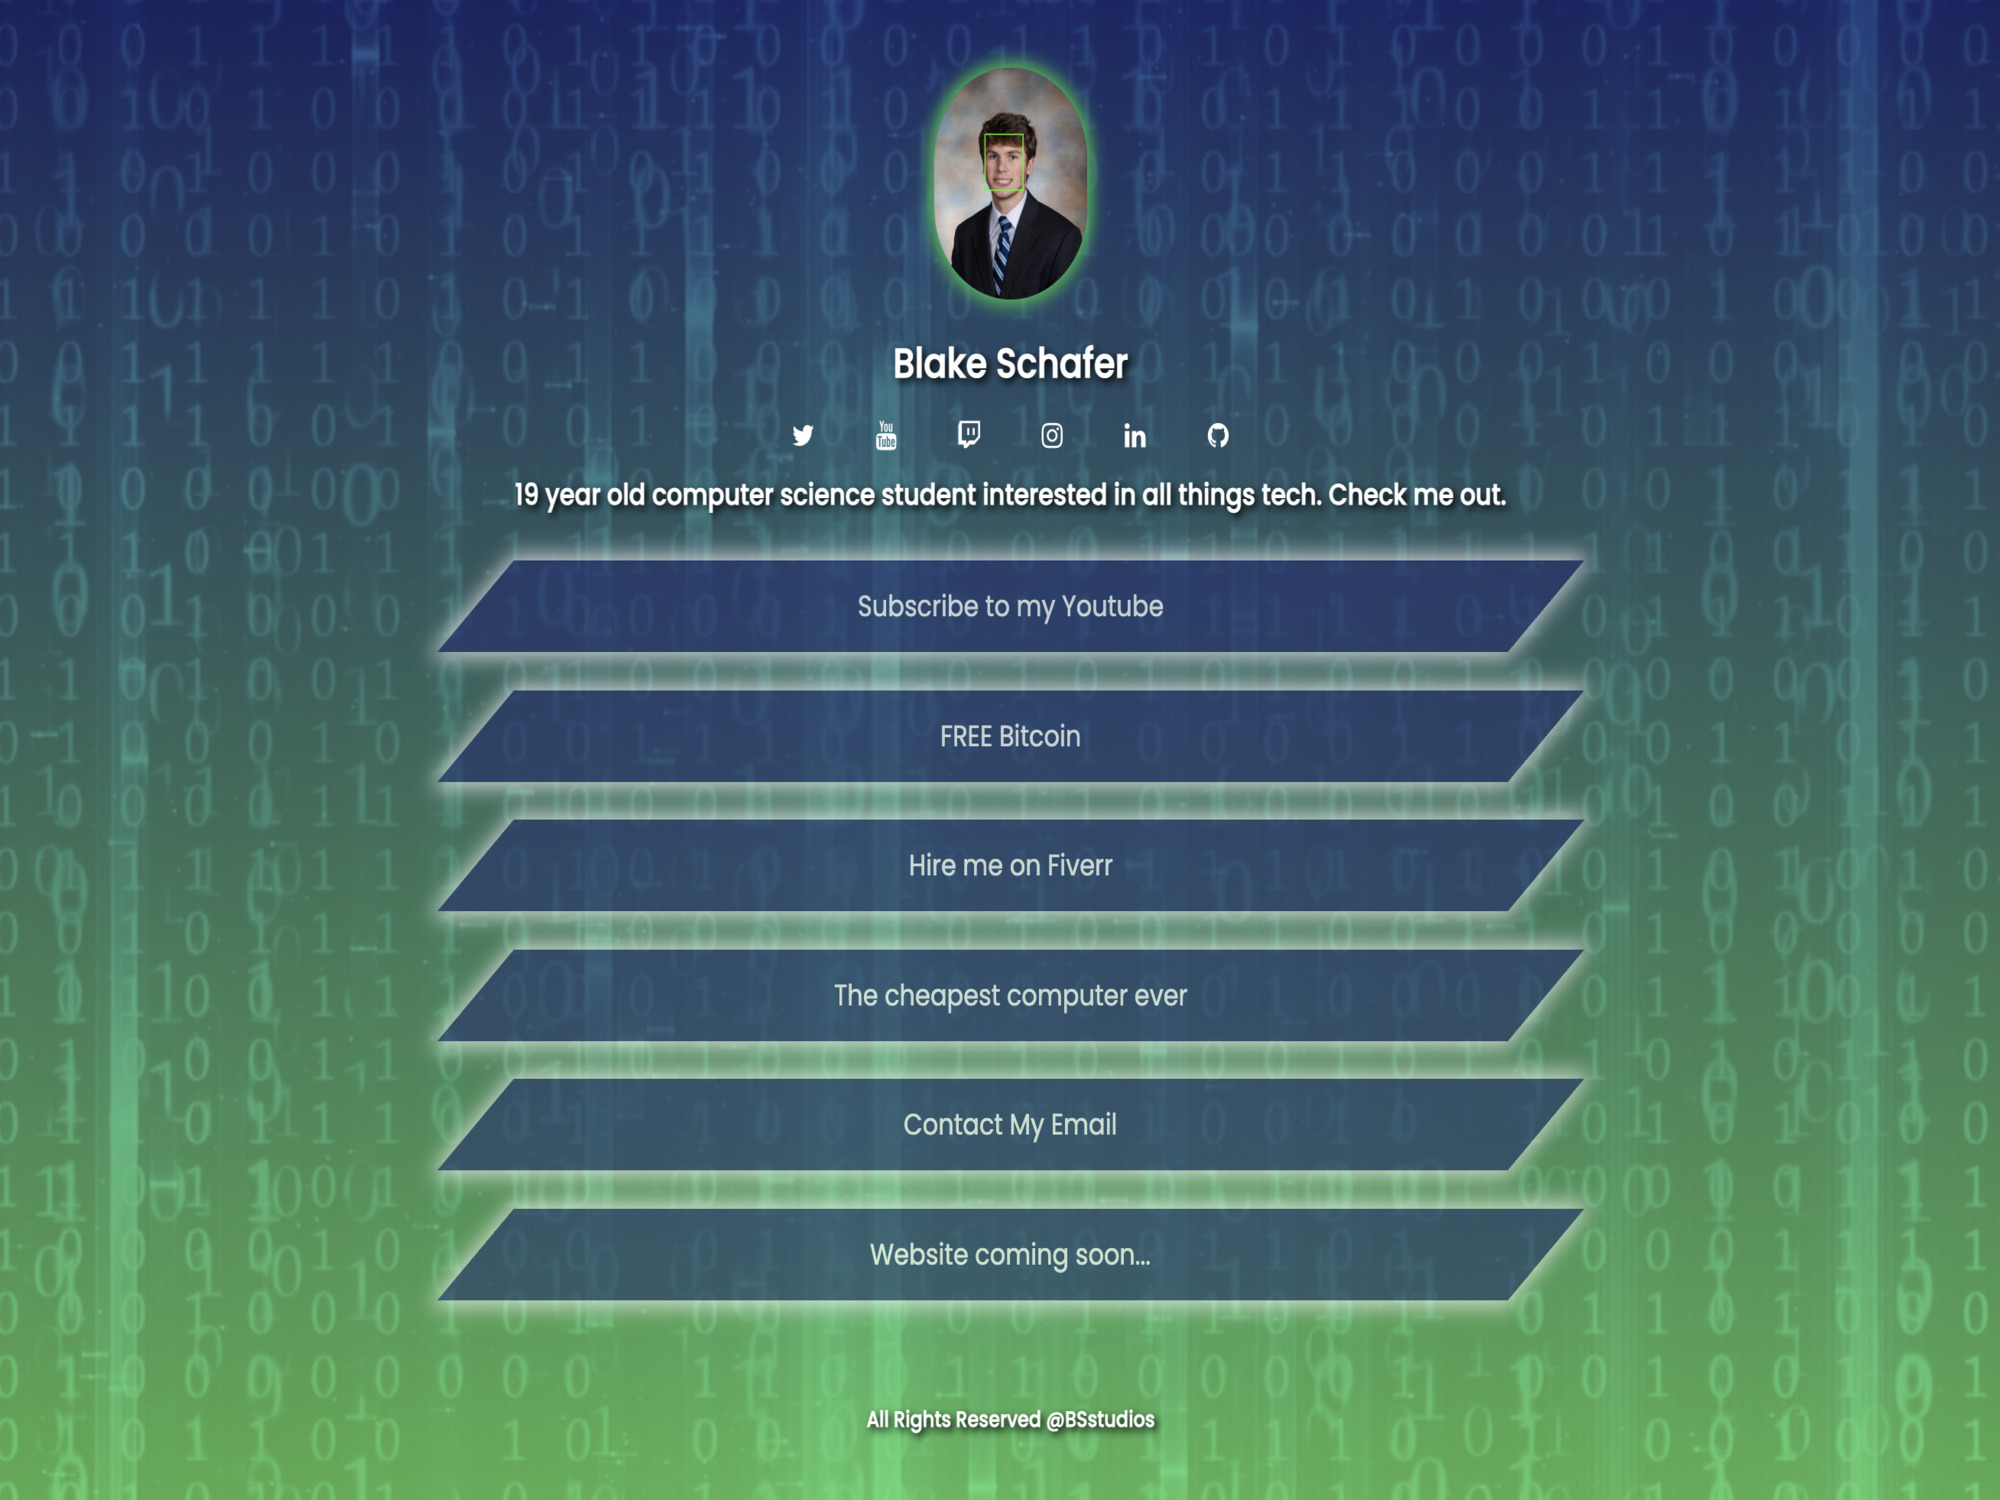 Blake Schafer
You
Tube
in
19 year old computer science student interested in all things tech. Check me out.
Subscribe to my Youtube
FREE Bitcoin
Hire me on Fiverr
The cheapest computer ever
Contact My Email
Website coming soon...
All Rights Reserved @BSstudios